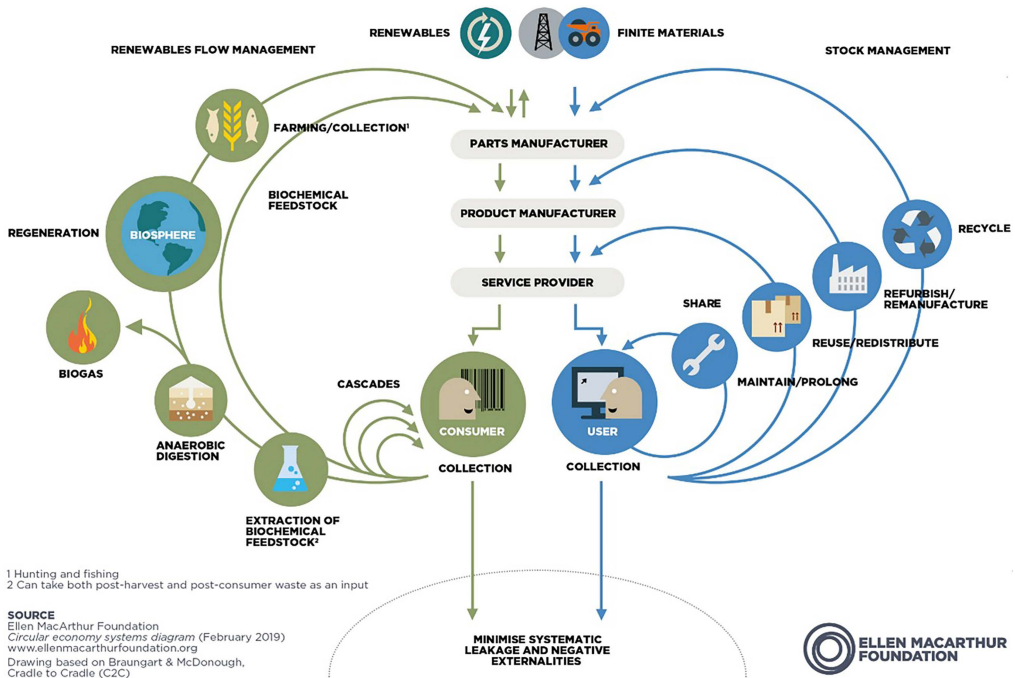 RENEWABLES
FINITE MATERIALS
RENEWABLES FLOW MANAGEMENT
STOCK MANAGEMENT
FARMING/COLLECTION¹
PARTS MANUFACTURER
BIOCHEMICAL
FEEDSTOCK
PRODUCT MANUFACTURER
REGENERATION
BIOSPHERE
RECYCLE
SERVICE PROVIDER
SHARE
REFURBISH/
REMANUFACTURE
REUSE/REDISTRIBUTE
BIOGAS
CASCADES
MAINTAIN/PROLONG
CONSUMER
USER
ANAEROBIC
DIGESTION
COLLECTION
COLLECTION
EXTRACTION OF
BIOCHEMICAL
FEEDSTOCK²
1 Hunting and fishing
2 Can take both post-harvest and post-consumer waste as an input
SOURCE
Ellen MacArthur Foundation
Circular economy systems diagram (February 2019)
www.ellenmacarthurfoundation.org
Drawing based on Braungart & McDonough,
Cradle to Cradle (C2C)
MINIMISE SYSTEMATIC
LEAKAGE AND NEGATIVE
EXTERNALITIES
ELLEN MACARTHUR
FOUNDATION